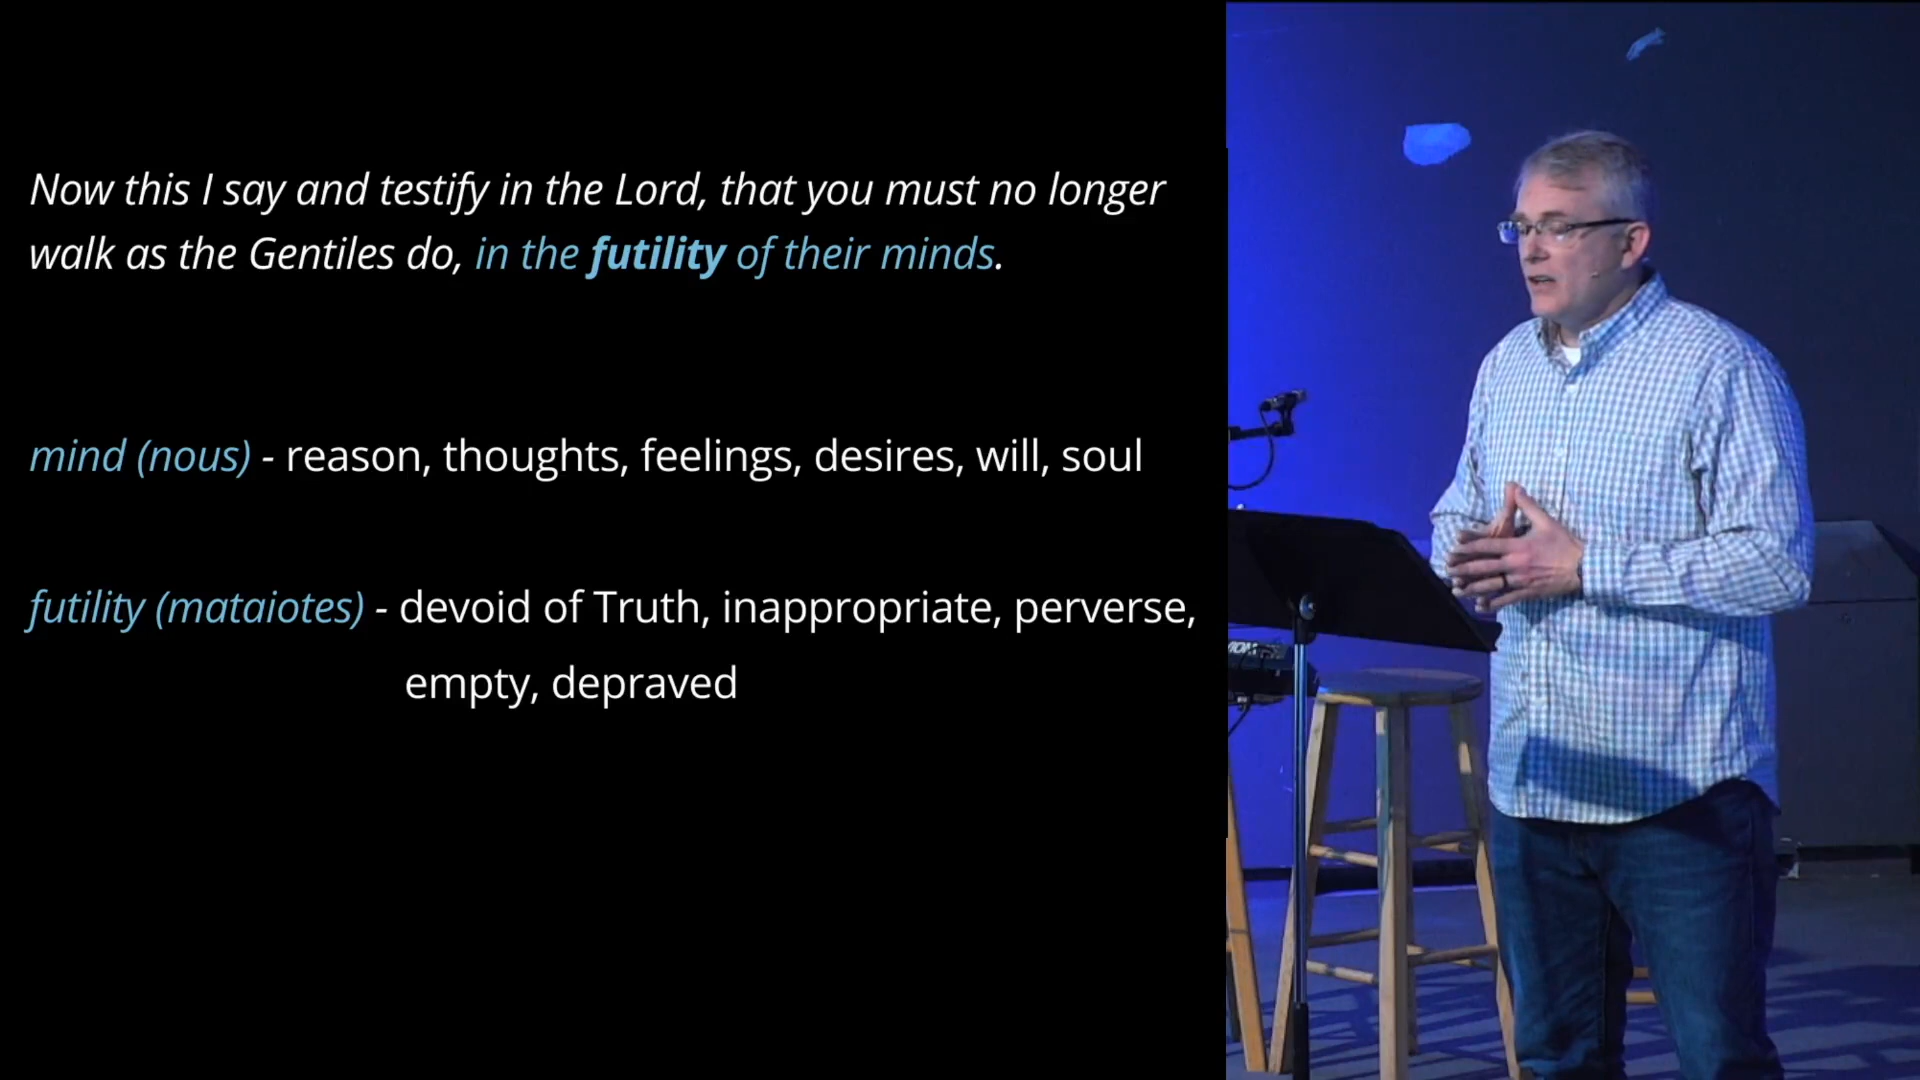 Now this I say and testify in the Lord, that you must no longer
walk as the Gentiles do, in the futility of their minds.
mind (nous) - reason, thoughts, feelings, desires, will, soul
futility (mataiotes) - devoid of Truth, inappropriate, perverse,
empty, depraved